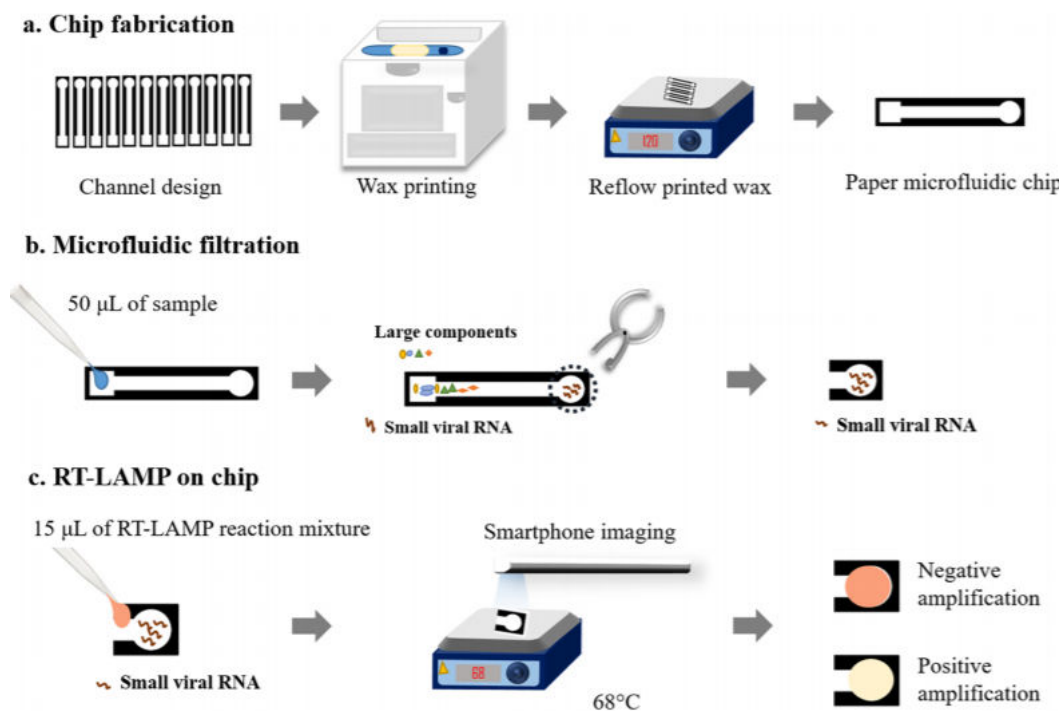 a. Chip fabrication
120
Channel design
Wax printing
Reflow printed wax
Paper microfluidic chip
b. Microfluidic filtration
50 μL of sample
Large components
Small viral RNA
Small viral RNA
c. RT-LAMP on chip
15 μL of RT-LAMP reaction mixture
Smartphone imaging
Negative
amplification
68
Small viral RNA
Positive
amplification
68°C